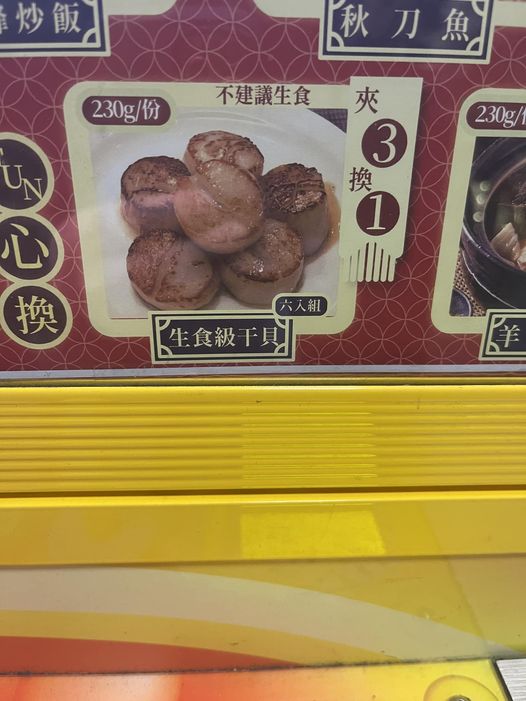 炒飯
秋刀魚
230g/份
不建議生食
夾
3
換
1
FUN
心
換
六入組
生食級干貝
230g/
羊